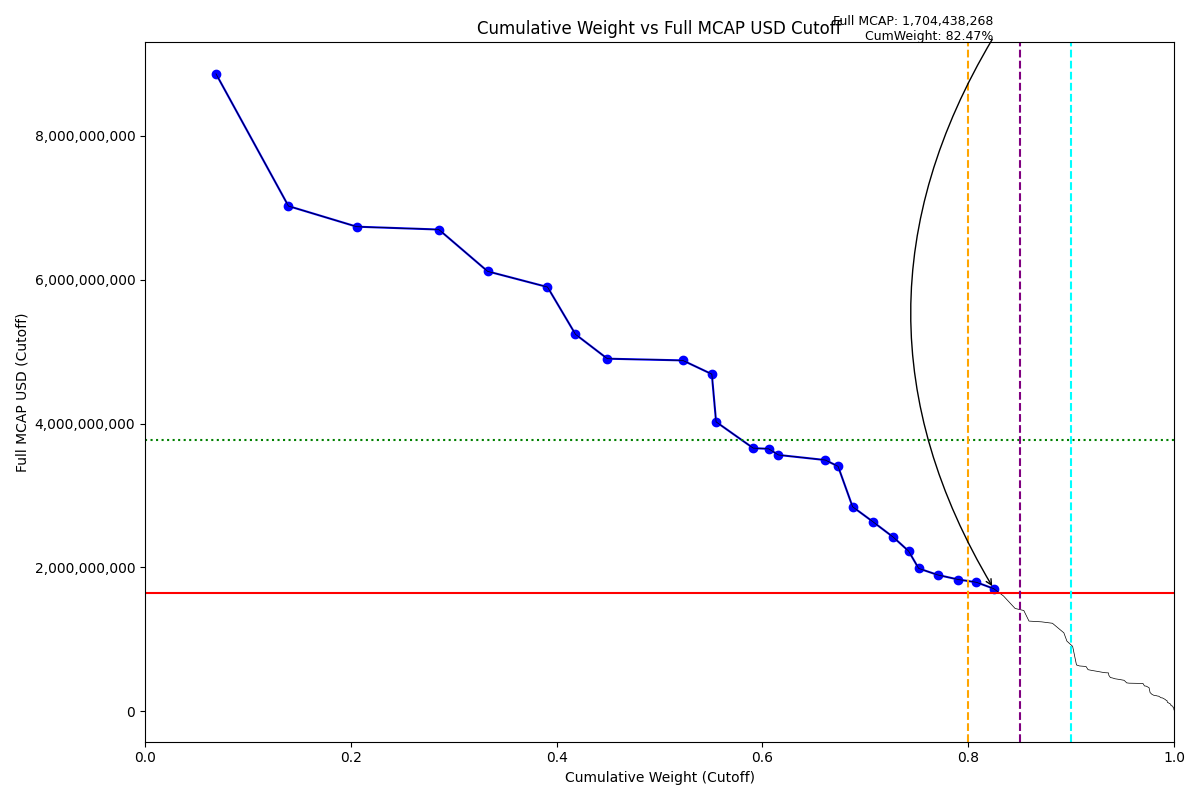 Full MCAP: 1,704,438,268
CumWeight: 82.47%
Cumulative Weight vs Full MCAP USD Cutoff
Full MCAP USD (Cutoff)
8,000,000,000
6,000,000,000
4,000,000,000
2,000,000,000
0
0.0
0.2
0.4
0.6
0.8
1.0
Cumulative Weight (Cutoff)